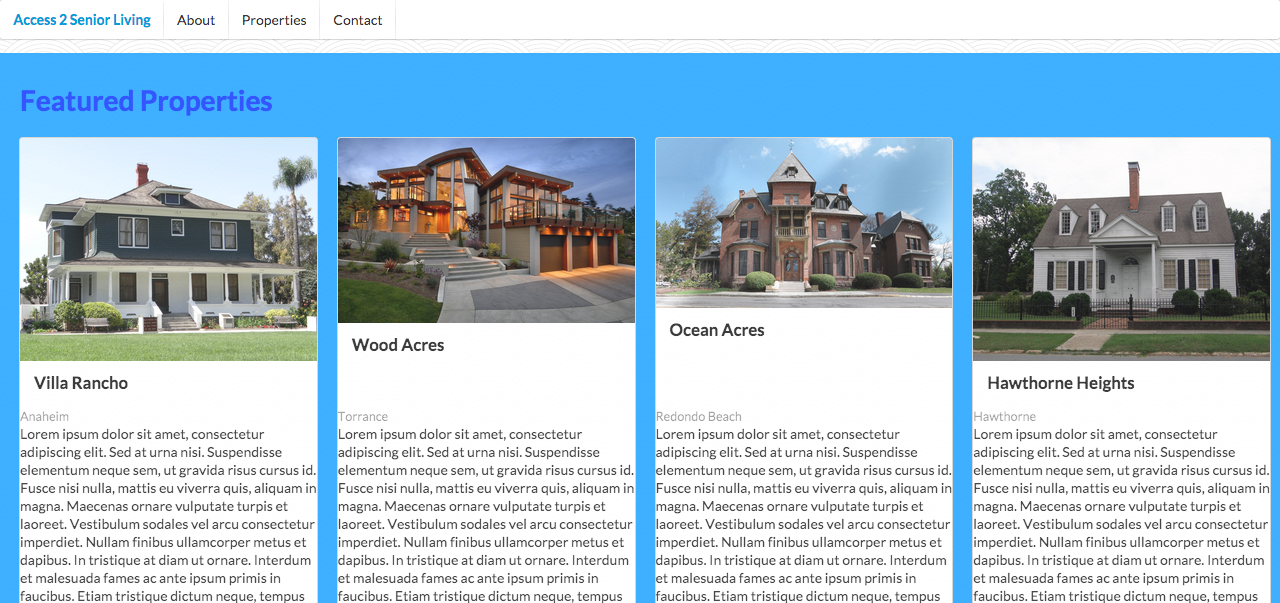 Access 2 Senior Living About Properties Contact
Featured Properties
Villa Rancho
Anaheim
Lorem ipsum dolor sit amet, consectetur
adipiscing elit. Sed at urna nisi. Suspendisse
elementum neque sem, ut gravida risus cursus id.
Fusce nisi nulla, mattis eu viverra quis, aliquam in
magna. Maecenas ornare vulputate turpis et
laoreet. Vestibulum sodales vel arcu consectetur
imperdiet. Nullam finibus ullamcorper metus et
dapibus. In tristique at diam ut ornare. Interdum
et malesuada fames ac ante ipsum primis in
faucibus. Etiam tristique dictum neque, tempus
Wood Acres
Torrance
Lorem ipsum dolor sit amet, consectetur
adipiscing elit. Sed at urna nisi. Suspendisse
elementum neque sem, ut gravida risus cursus id.
Fusce nisi nulla, mattis eu viverra quis, aliquam in
magna. Maecenas ornare vulputate turpis et
laoreet. Vestibulum sodales vel arcu consectetur
imperdiet. Nullam finibus ullamcorper metus et
dapibus. In tristique at diam ut ornare. Interdum
et malesuada fames ac ante ipsum primis in
faucibus. Etiam tristique dictum neque, tempus
Ocean Acres
Redondo Beach
Lorem ipsum dolor sit amet, consectetur
adipiscing elit. Sed at urna nisi. Suspendisse
elementum neque sem, ut gravida risus cursus id.
Fusce nisi nulla, mattis eu viverra quis, aliquam in
magna. Maecenas ornare vulputate turpis et
laoreet. Vestibulum sodales vel arcu consectetur
imperdiet. Nullam finibus ullamcorper metus et
dapibus. In tristique at diam ut ornare. Interdum
et malesuada fames ac ante ipsum primis in
faucibus. Etiam tristique dictum neque, tempus
Hawthorne Heights
Hawthorne
Lorem ipsum dolor sit amet, consectetur
adipiscing elit. Sed at urna nisi. Suspendisse
elementum neque sem, ut gravida risus cursus id.
Fusce nisi nulla, mattis eu viverra quis, aliquam in
magna. Maecenas ornare vulputate turpis et
laoreet. Vestibulum sodales vel arcu consectetur
imperdiet. Nullam finibus ullamcorper metus et
dapibus. In tristique at diam ut ornare. Interdum
et malesuada fames ac ante ipsum primis in
faucibus. Etiam tristique dictum neque, tempus